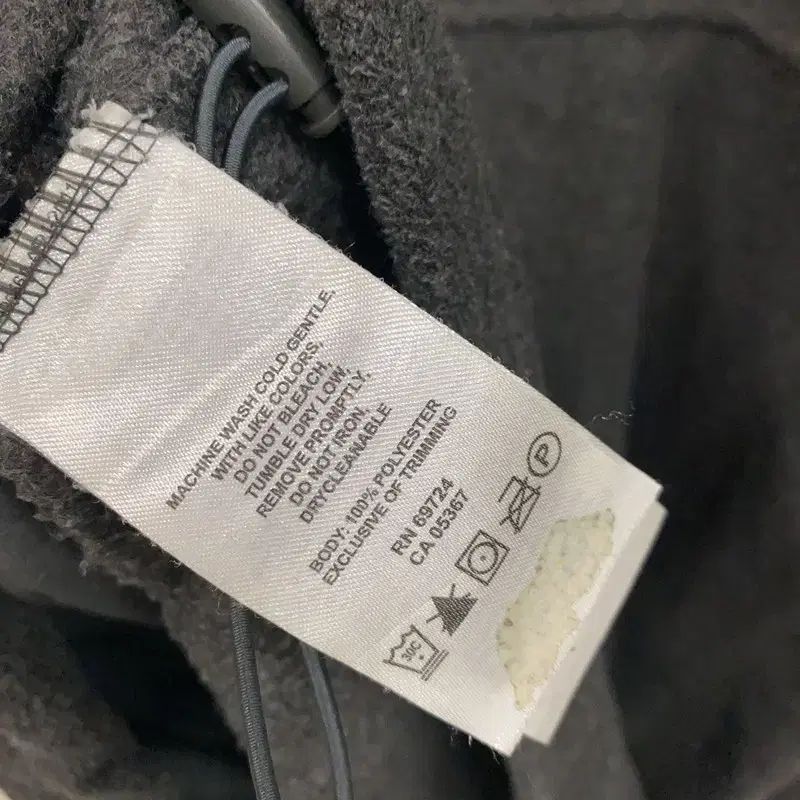 MACHINE WASH COLD GENTLE,
WITH LIKE COLORS,
DO NOT BLEACH,
TUMBLE DRY LOW,
REMOVE PROMPTLY,
DO NOT IRON,
DRYCLEANABLE
BODY: 100% POLYESTER
EXCLUSIVE OF TRIMMING
RN 69724
CA 05367
30C
P